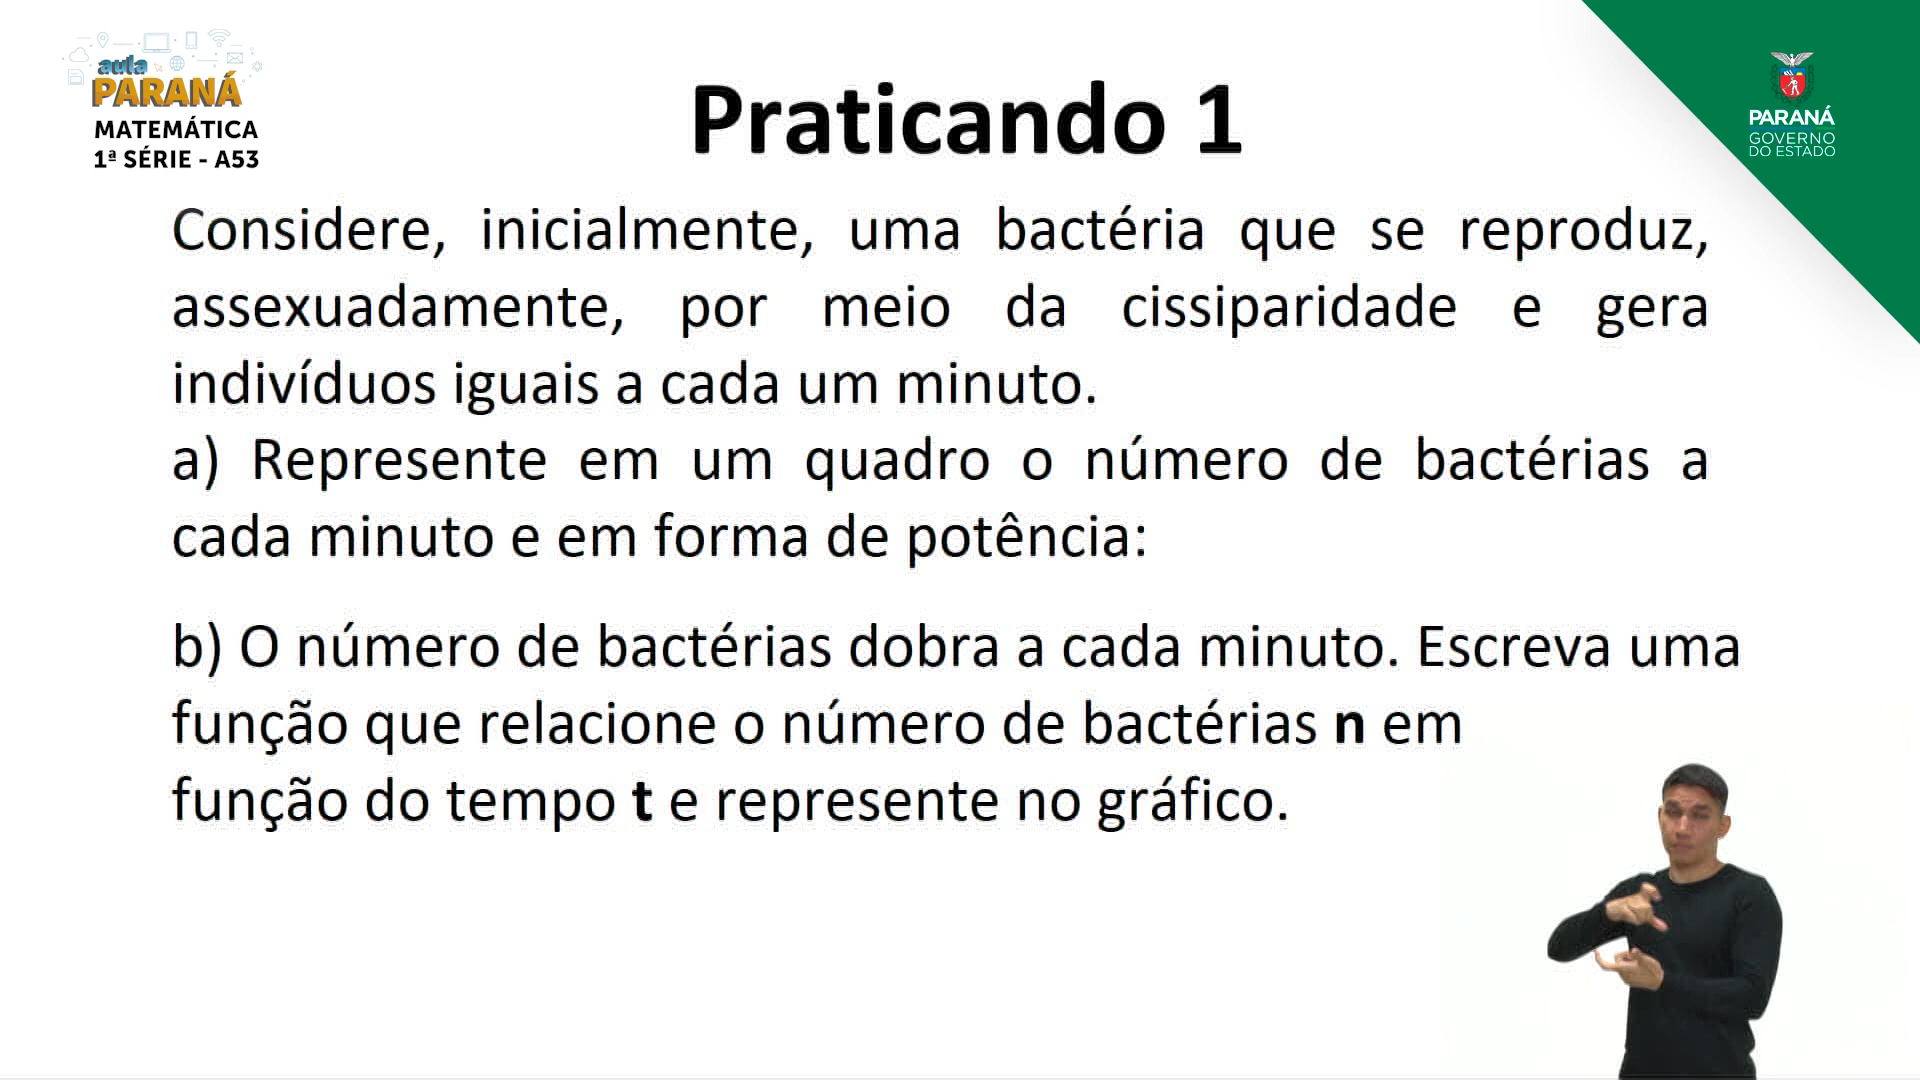 aula
PARANÁ
MATEMÁTICA
1ª SÉRIE - A53
Praticando 1
PARANÁ
GOVERNO
DO ESTADO
Considere, inicialmente, uma bactéria que se reproduz,
assexuadamente, por meio da cissiparidade e gera
indivíduos iguais a cada um minuto.
a) Represente em um quadro o número de bactérias a
cada minuto e em forma de potência:
b) O número de bactérias dobra a cada minuto. Escreva uma
função que relacione o número de bactérias n em
função do tempo t e represente no gráfico.